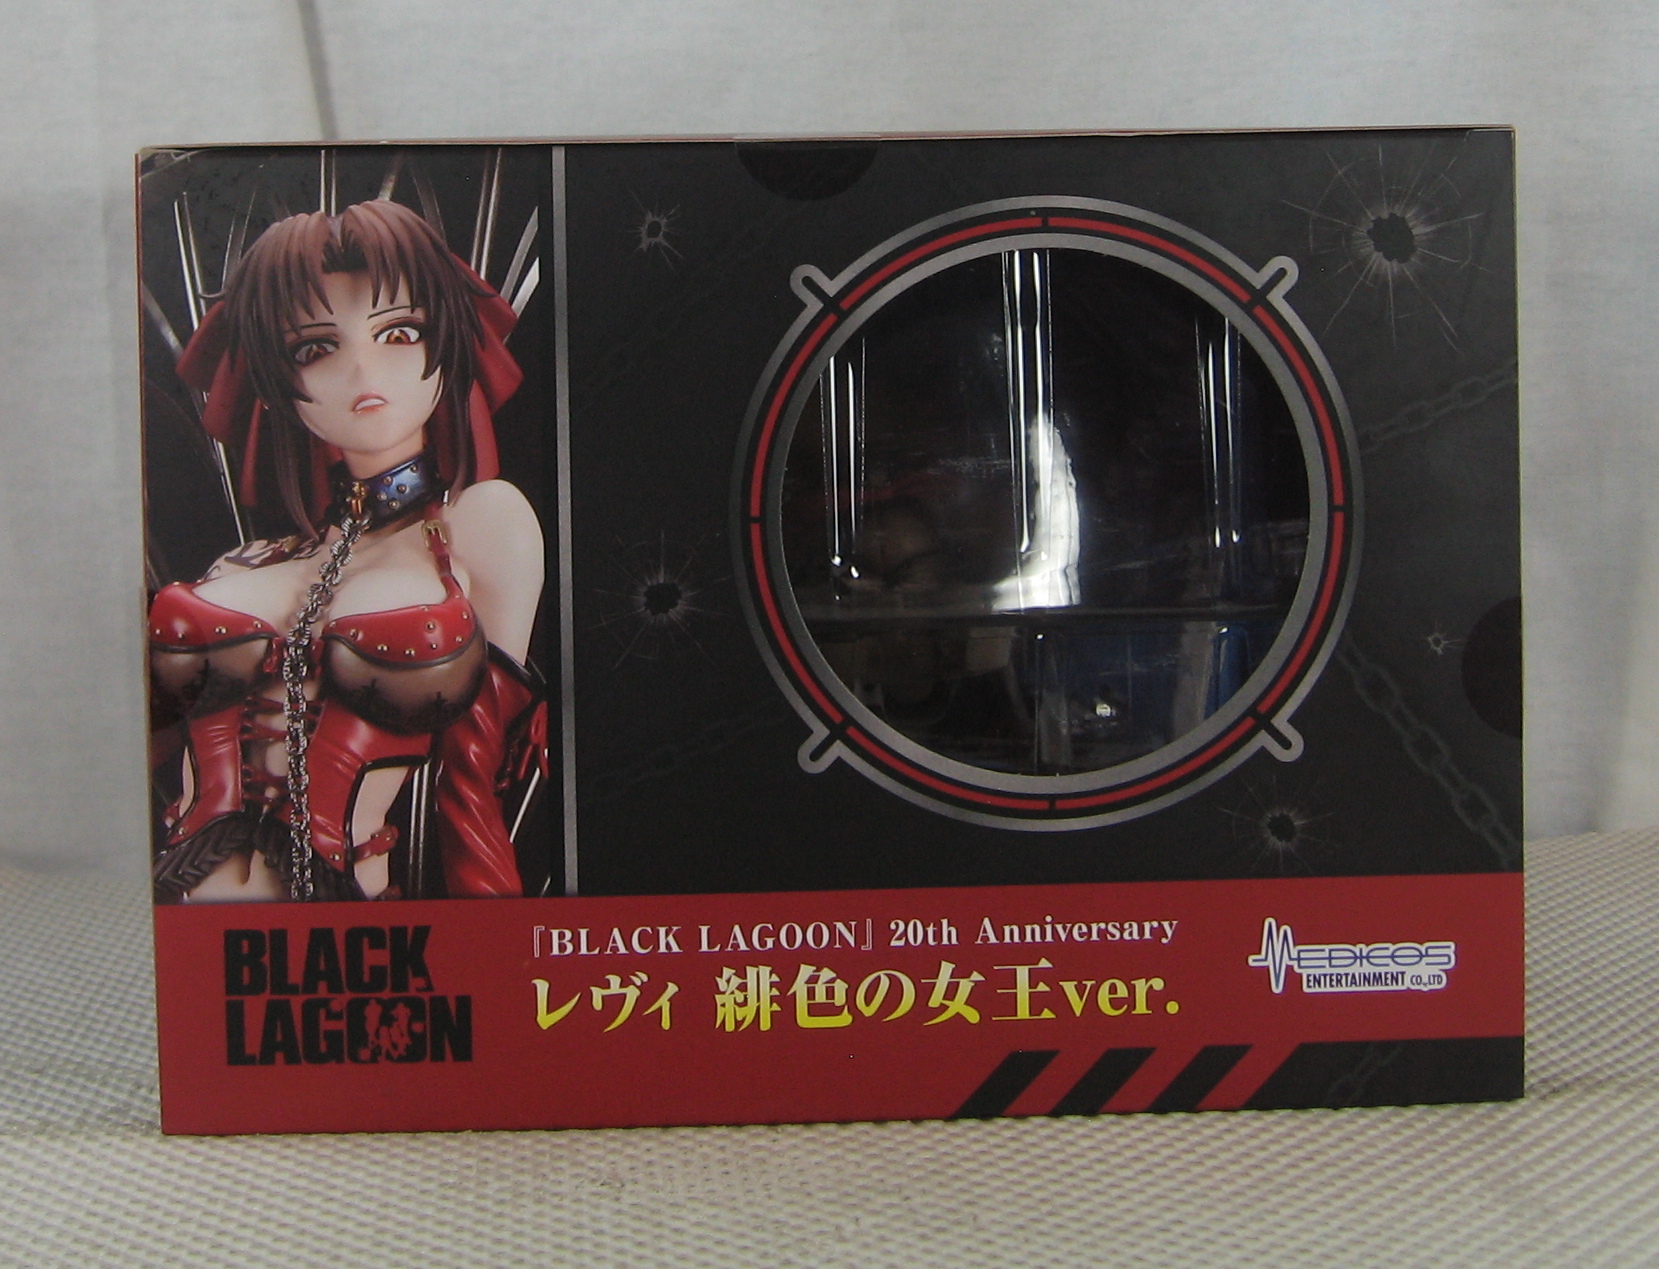 BLACK
LAGOON
『BLACK LAGOON』 20th Anniversary
レヴィ 緋色の女王ver.
MEDICOS
ENTERTAINMENT CO.,LTD